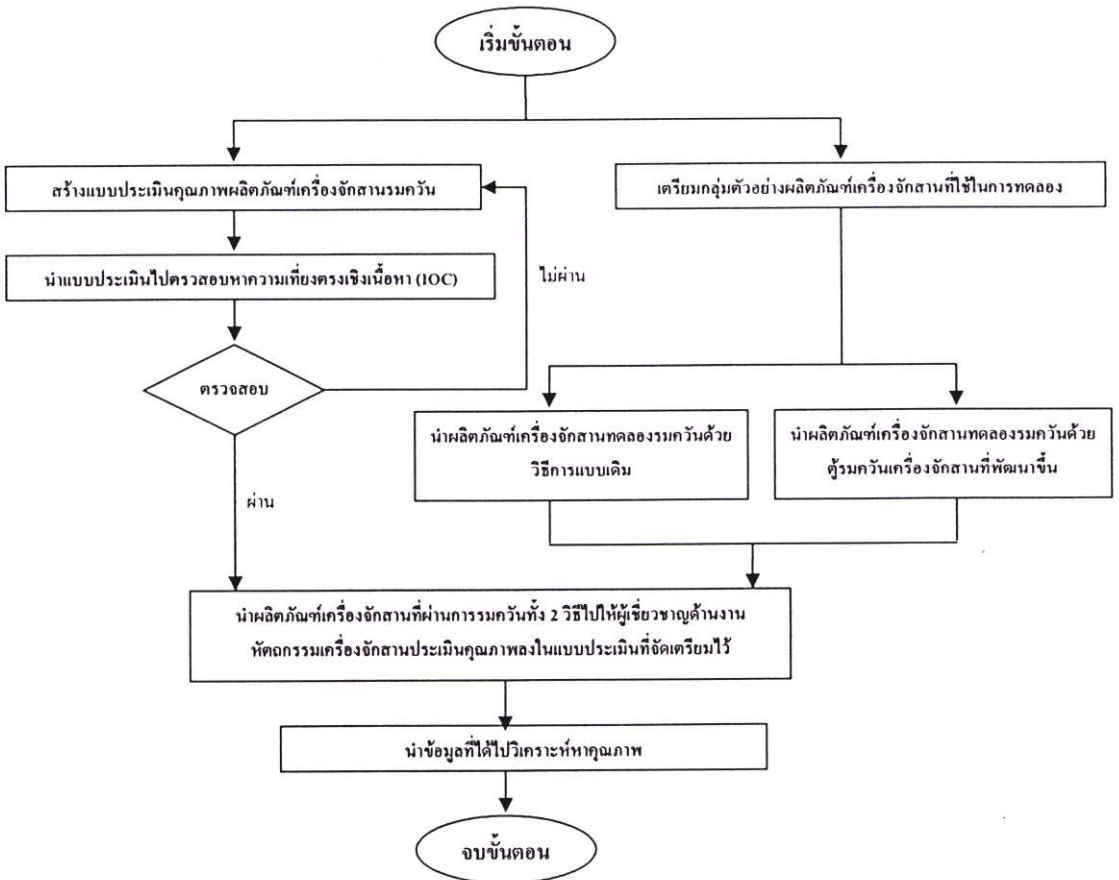 เริ่มขั้นตอน
สร้างแบบประเมินคุณภาพผลิตภัณฑ์เครื่องจักสานรมควัน
เตรียมกลุ่มตัวอย่างผลิตภัณฑ์เครื่องจักสานที่ใช้ในการทดลอง
นำแบบประเมินไปตรวสอบหาความเที่ยงตรงเชิงเนื้อหา (IOC)
ไม่ผ่าน
ตรวจสอบ
นำผลิตภัณฑ์เครื่องจักสานทดลองรมควันด้วย
วิธีการแบบเดิม
นำผลิตภัณฑ์เครื่องจักสานทดลองรมควันด้วย
ตู้รมควันเครื่องจักสานที่พัฒนาขึ้น
ผ่าน
นำผลิตภัณฑ์เครื่องจักสานที่ผ่านการรมควันทั้ง 2 วิธีไปให้ผู้เชี่ยวชาญด้านงาน
หัตถกรรมเครื่องจักสานประเมินคุณภาพลงในแบบประเมินที่จัดเตรียมไว้
นำข้อมูลที่ได้ไปวิเคราะห์หาคุณภาพ
จบขั้นตอน